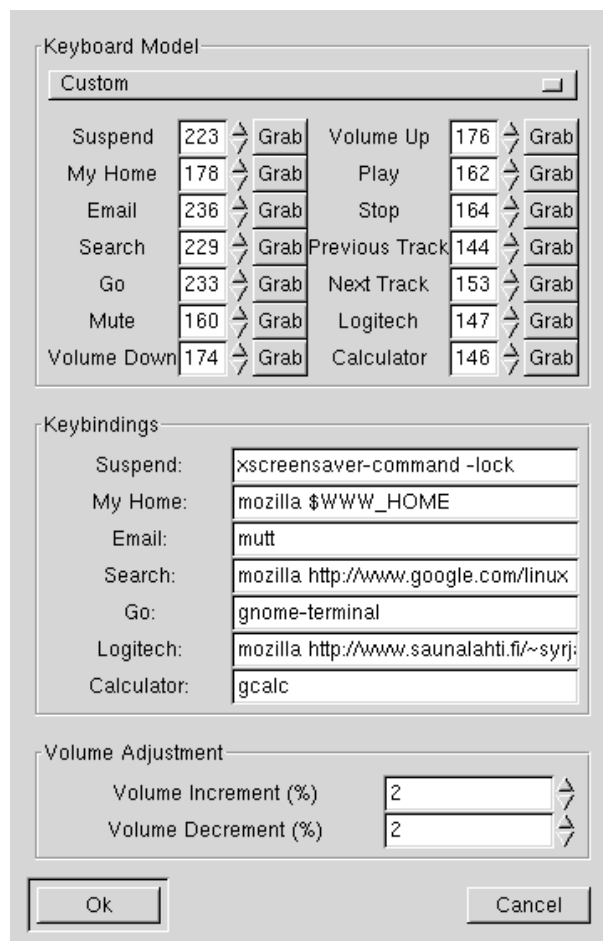 Keyboard Model
Custom
Suspend 223 Grab Volume Up 176 Grab
My Home 178 Grab Play 162 Grab
Email 236 Grab Stop 164 Grab
Search 229 Grab Previous Track 144 Grab
Go 233 Grab Next Track 153 Grab
Mute 160 Grab Logitech 147 Grab
Volume Down 174 Grab Calculator 146 Grab
Keybindings
Suspend: xscreensaver-command -lock
My Home: mozilla $WWW_HOME
Email: mutt
Search: mozilla http://www.google.com/linux
Go: gnome-terminal
Logitech: mozilla http://www.saunalahti.fi/~syrj
Calculator: gcalc
Volume Adjustment
Volume Increment (%) 2
Volume Decrement (%) 2
Ok Cancel